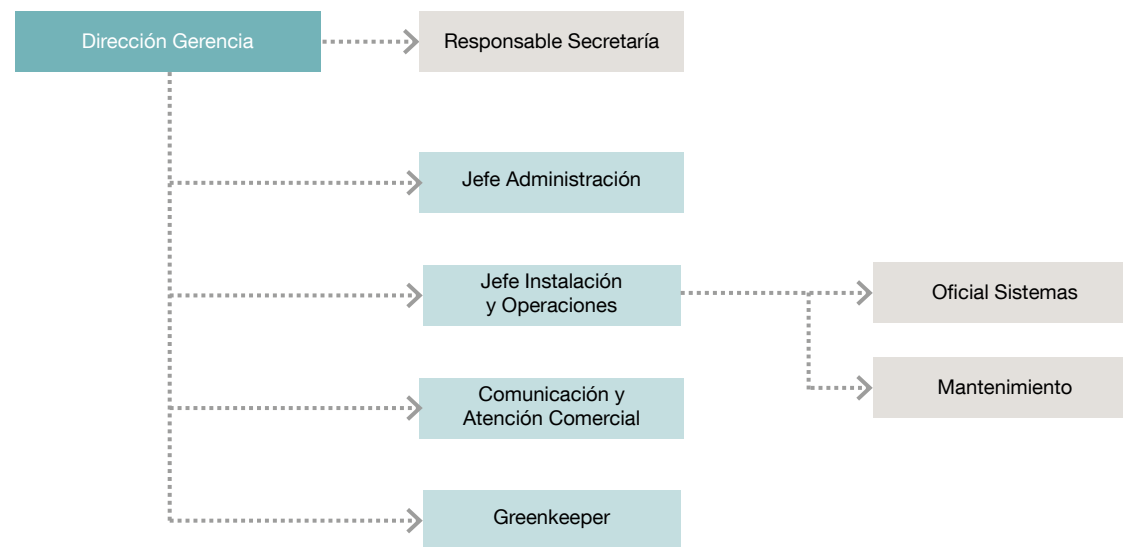 Dirección Gerencia
Responsable Secretaría
Jefe Administración
Jefe Instalación
y Operaciones
Oficial Sistemas
Mantenimiento
Comunicación y
Atención Comercial
Greenkeeper